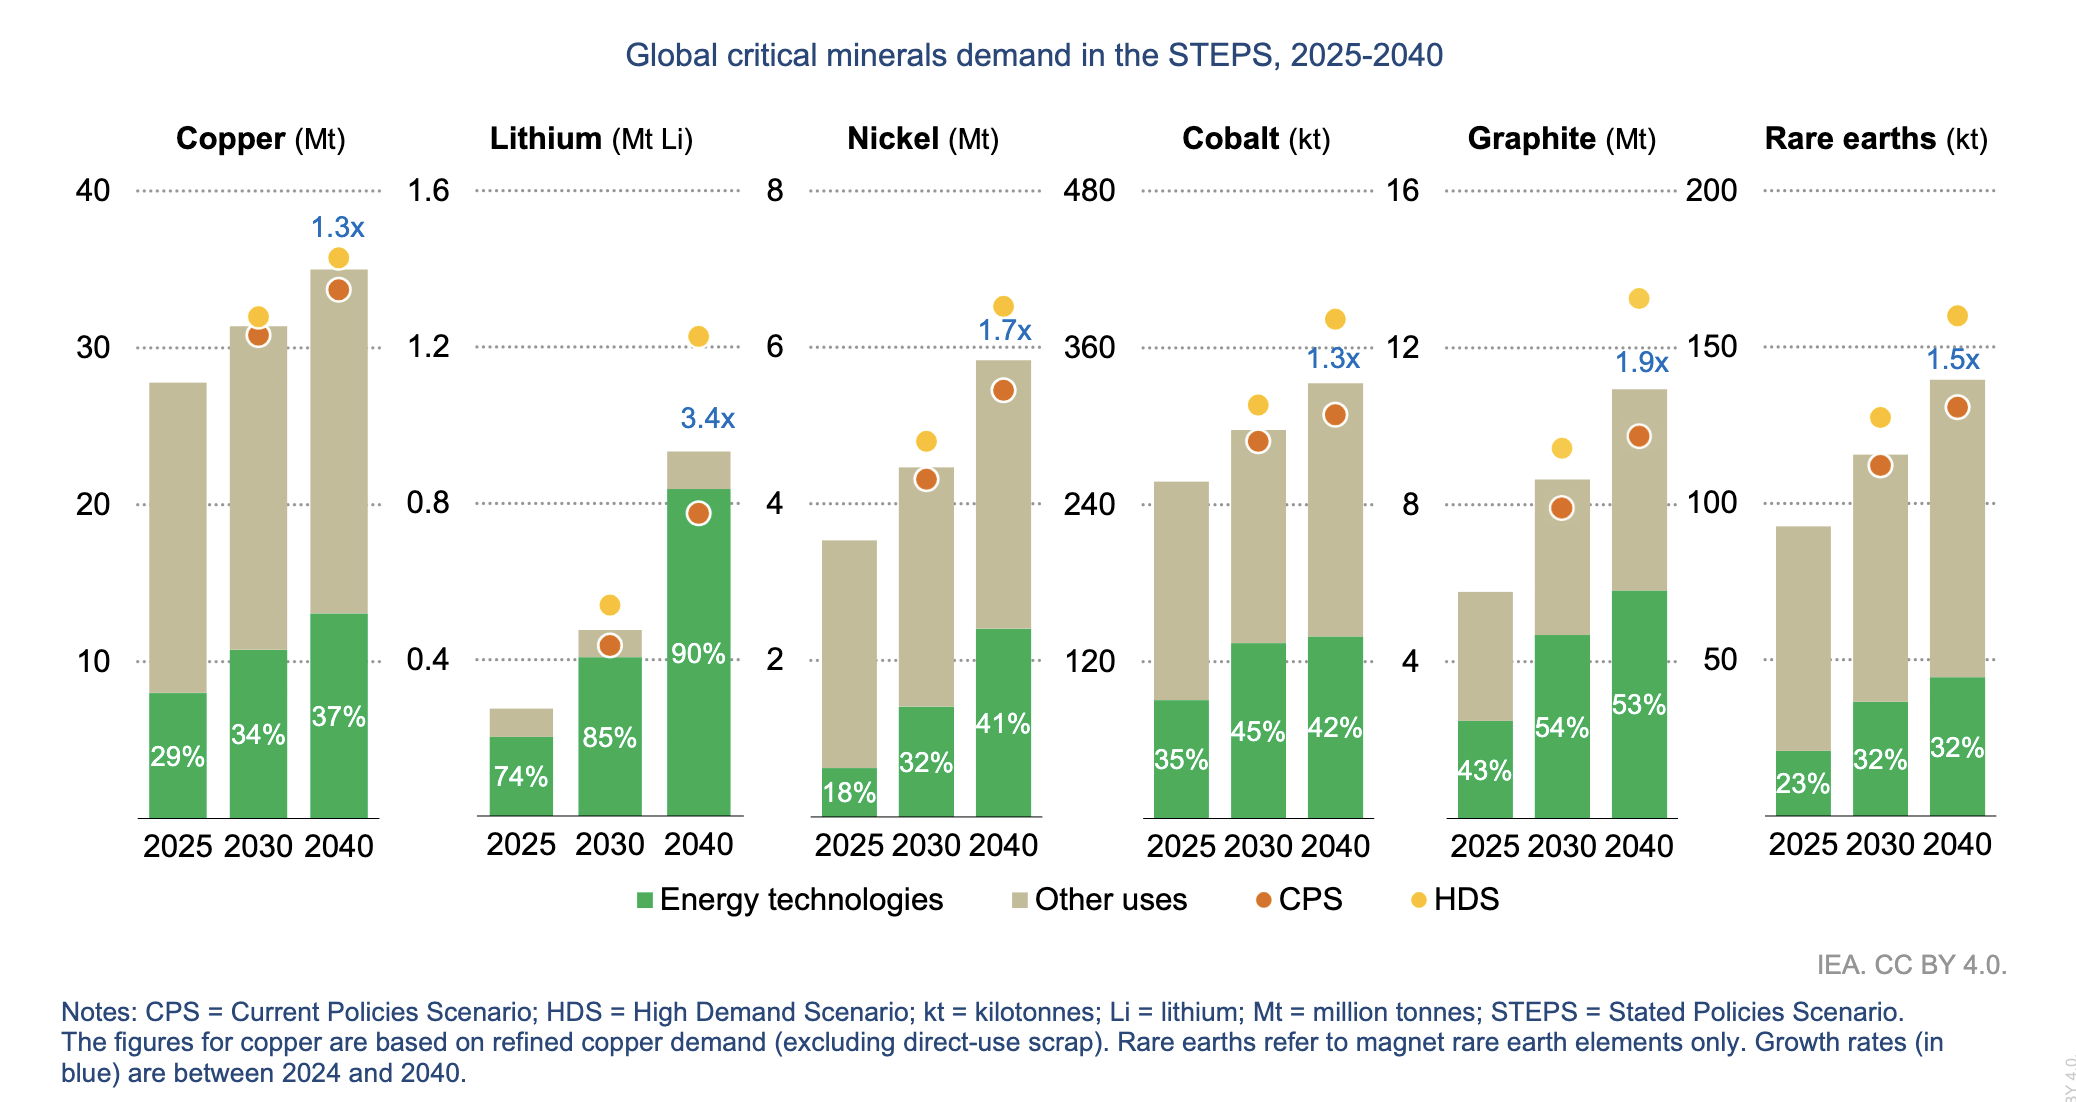 Global critical minerals demand in the STEPS, 2025-2040
Copper (Mt)
40
30
20
10
1.3x
29%
34%
37%
2025 2030 2040
Lithium (Mt Li)
1.6
1.2
0.8
0.4
3.4x
74%
85%
90%
2025 2030 2040
Nickel (Mt)
8
6
4
2
1.7x
18%
32%
41%
2025 2030 2040
Cobalt (kt)
480
360
240
120
1.3x
35%
45%
42%
2025 2030 2040
Graphite (Mt)
16
12
8
4
1.9x
43%
54%
53%
2025 2030 2040
Rare earths (kt)
200
150
100
50
1.5x
23%
32%
32%
2025 2030 2040
Energy technologies
Other uses
CPS
HDS
IEA. CC BY 4.0.
Notes: CPS = Current Policies Scenario; HDS = High Demand Scenario; kt = kilotonnes; Li = lithium; Mt = million tonnes; STEPS = Stated Policies Scenario.
The figures for copper are based on refined copper demand (excluding direct-use scrap). Rare earths refer to magnet rare earth elements only. Growth rates (in
blue) are between 2024 and 2040.
BY 4.0.